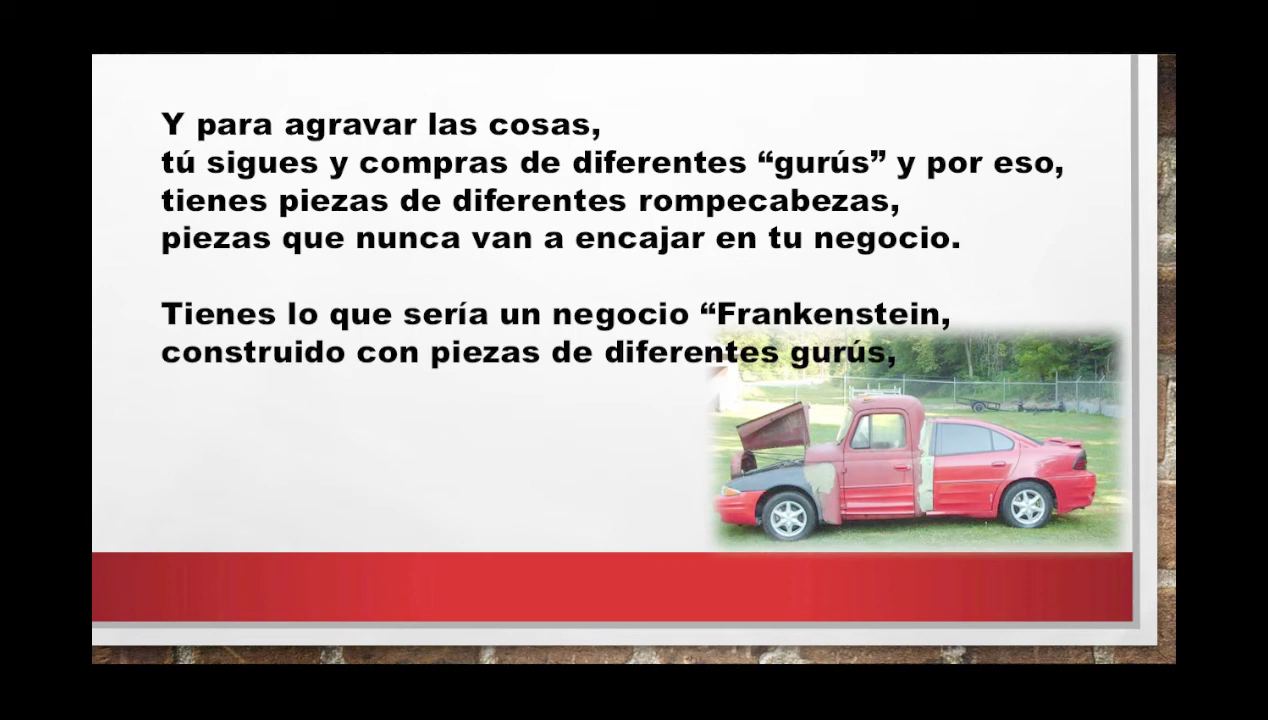 Y para agravar las cosas,
tú sigues y compras de diferentes “gurús” y por eso,
tienes piezas de diferentes rompecabezas,
piezas que nunca van a encajar en tu negocio.
Tienes lo que sería un negocio “Frankenstein,
construido con piezas de diferentes gurús,